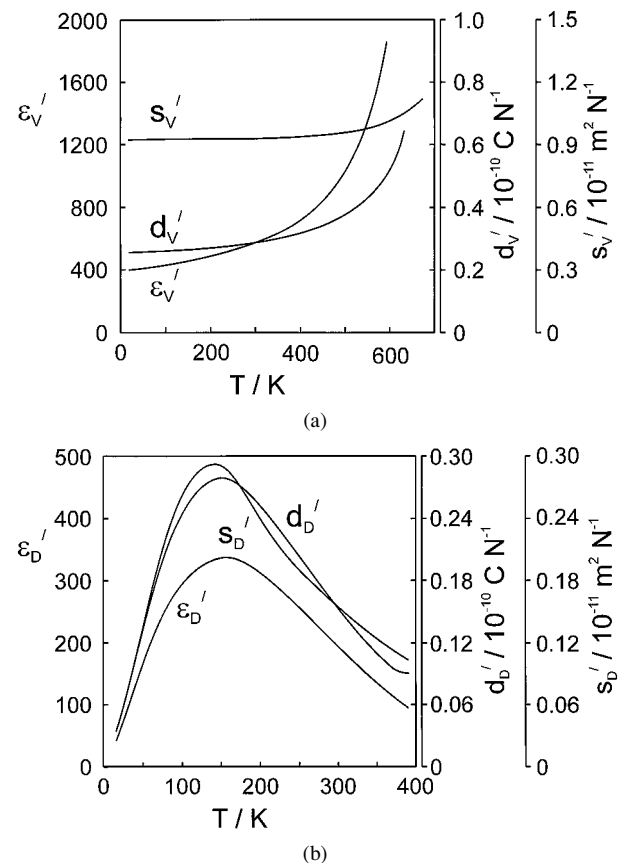 2000
1600
1200
800
400
0
ε_V′
s_V′
d_V′
ε_V′
0 200 400 600
T / K
1.0
0.8
0.6
0.4
0.2
0
d_V′ / 10⁻¹⁰ C N⁻¹
1.5
1.2
0.9
0.6
0.3
0
s_V′ / 10⁻¹¹ m² N⁻¹
(a)
500
400
300
200
100
0
ε_D′
s_D′
d_D′
ε_D′
0 100 200 300 400
T / K
0.30
0.24
0.18
0.12
0.06
0
d_D′ / 10⁻¹⁰ C N⁻¹
0.30
0.24
0.18
0.12
0.06
0
s_D′ / 10⁻¹¹ m² N⁻¹
(b)